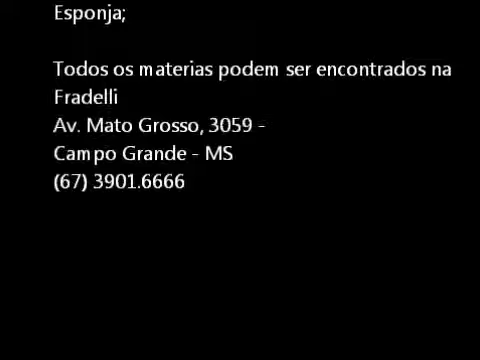 Esponja;
Todos os materias podem ser encontrados na
Fradelli
Av. Mato Grosso, 3059 -
Campo Grande - MS
(67) 3901.6666